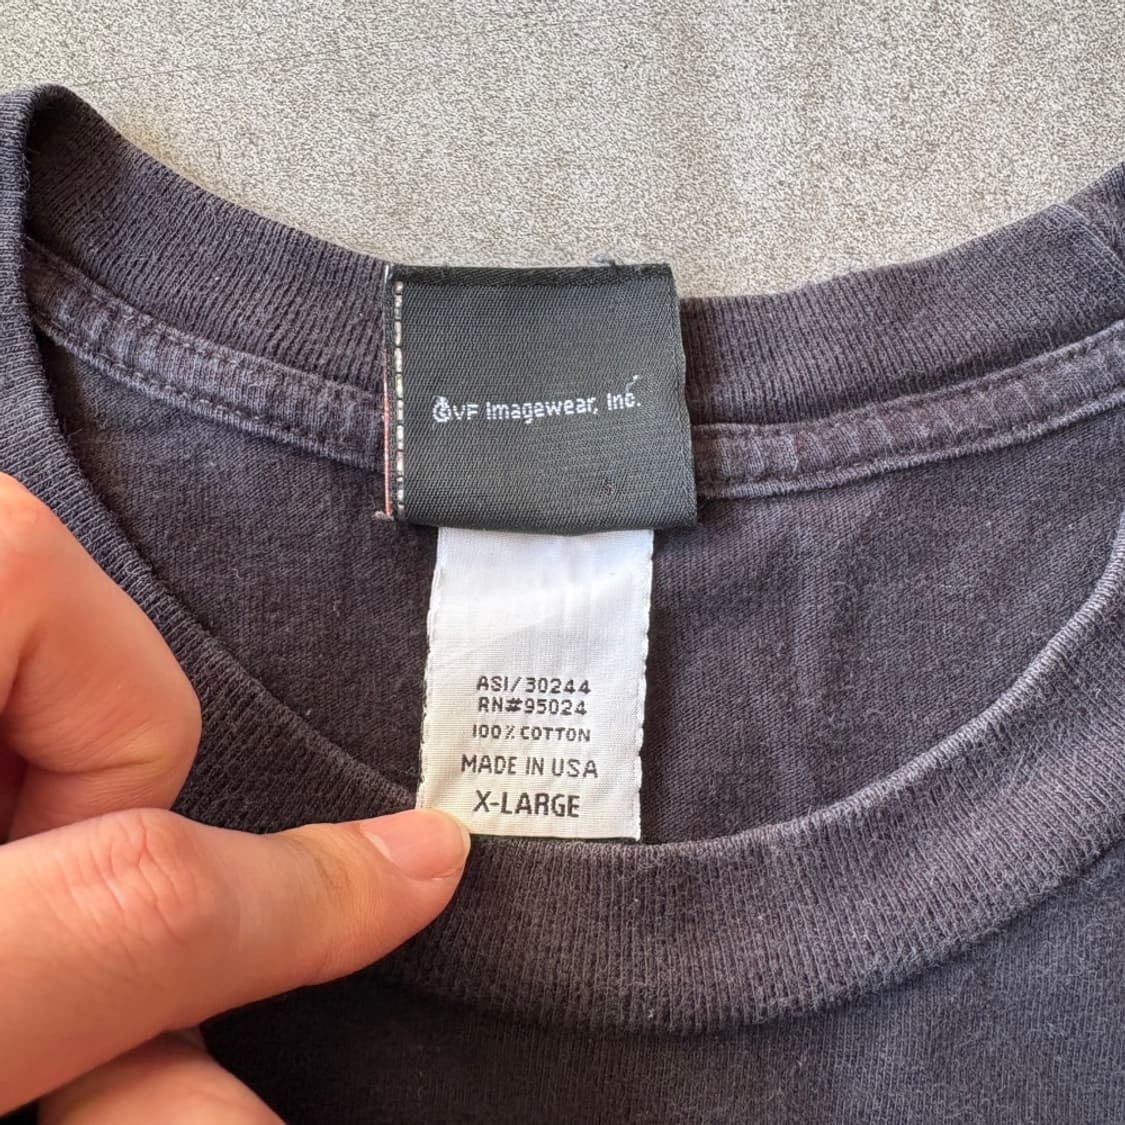 ©VF Imagewear, Inc.
ASI/30244
RN#95024
100% COTTON
MADE IN USA
X-LARGE